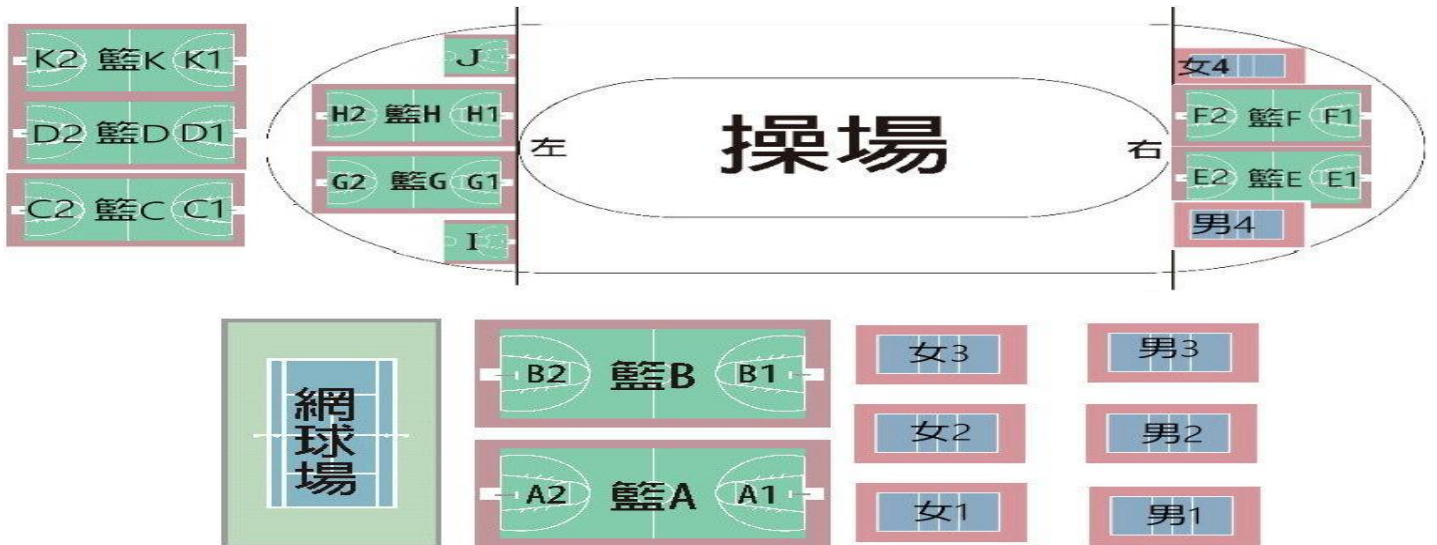 K2 籃K K1
D2 籃D D1
C2 籃C C1
J
H2 籃H H1
G2 籃G G1
I
左
操場
右
女4
F2 籃F F1
E2 籃E E1
男4
網球場
B2 籃B B1
A2 籃A A1
女3
女2
女1
男3
男2
男1